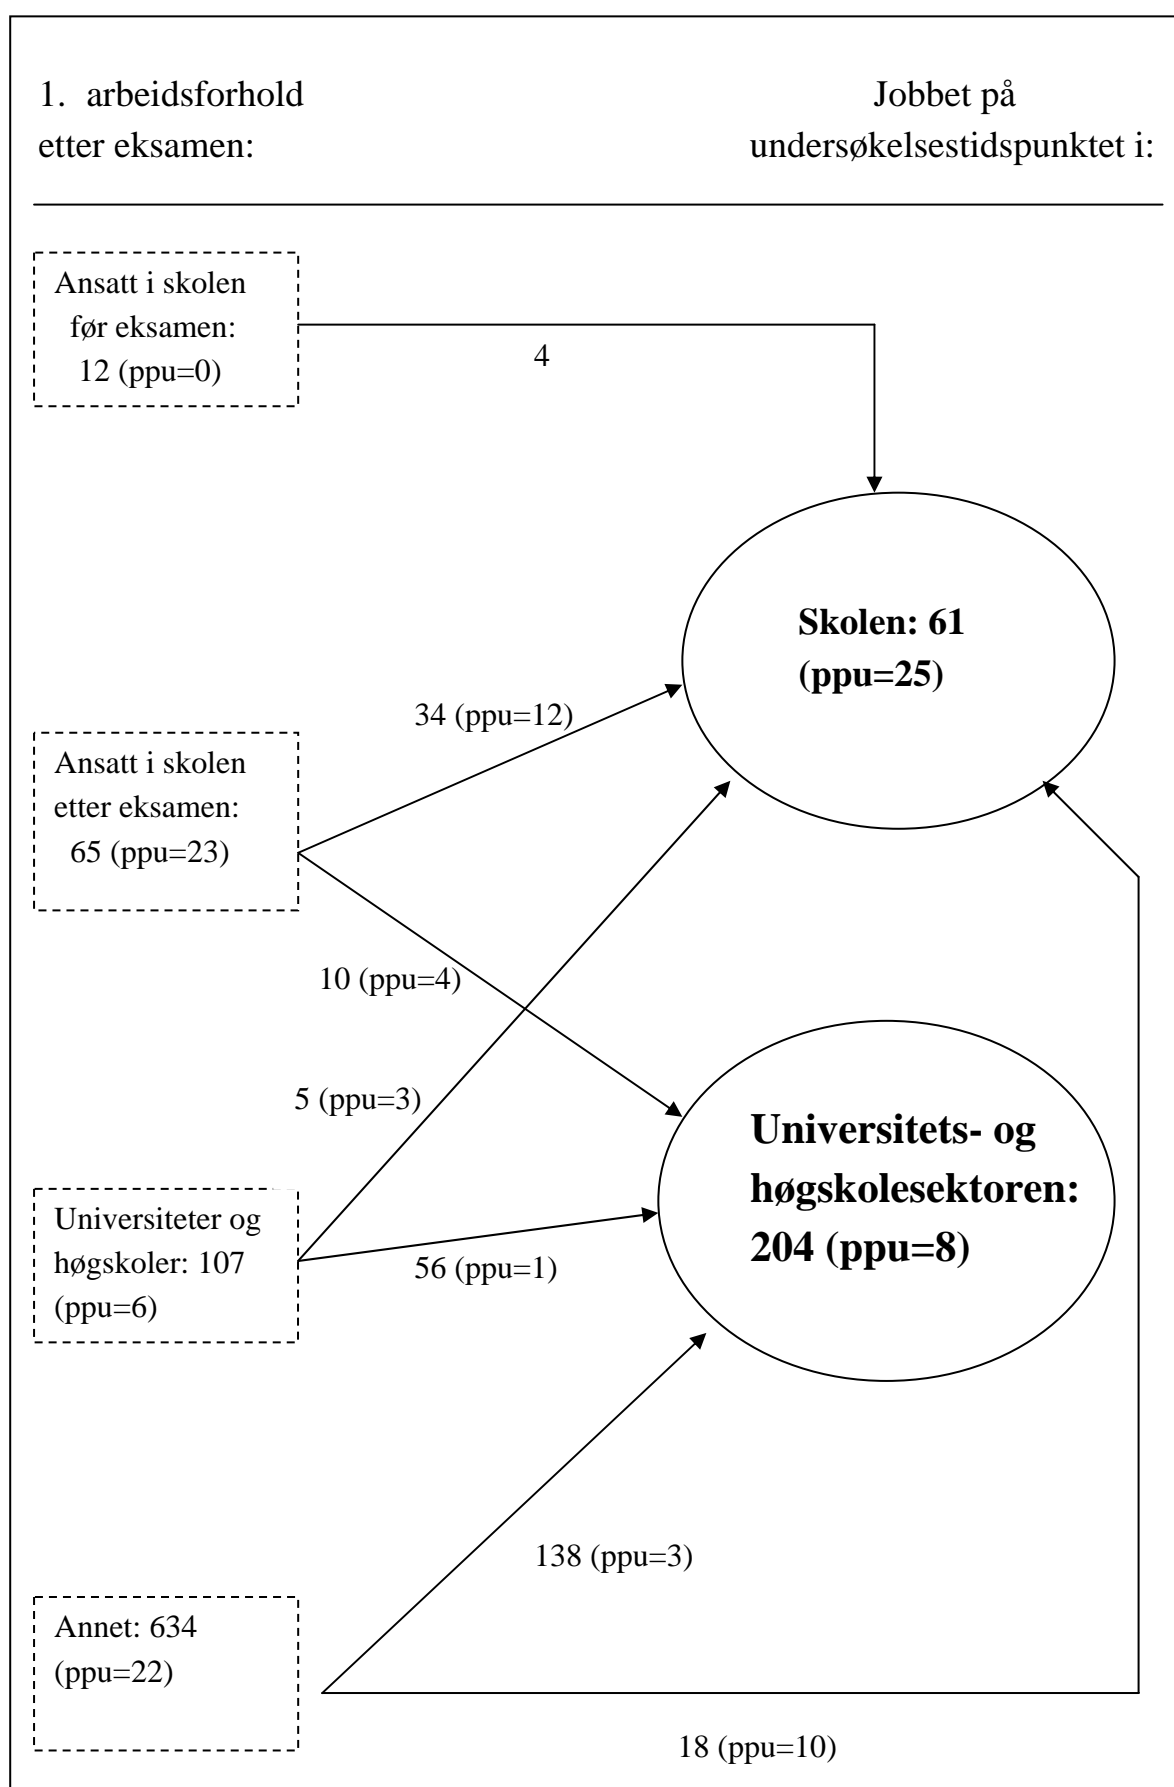 1. arbeidsforhold
etter eksamen:
Jobbet på
undersøkelsestidspunktet i:
Ansatt i skolen
før eksamen:
12 (ppu=0)
4
Skolen: 61
(ppu=25)
34 (ppu=12)
Ansatt i skolen
etter eksamen:
65 (ppu=23)
10 (ppu=4)
5 (ppu=3)
Universitets- og
høgskolesektoren:
204 (ppu=8)
Universiteter og
høgskoler: 107
(ppu=6)
56 (ppu=1)
138 (ppu=3)
Annet: 634
(ppu=22)
18 (ppu=10)